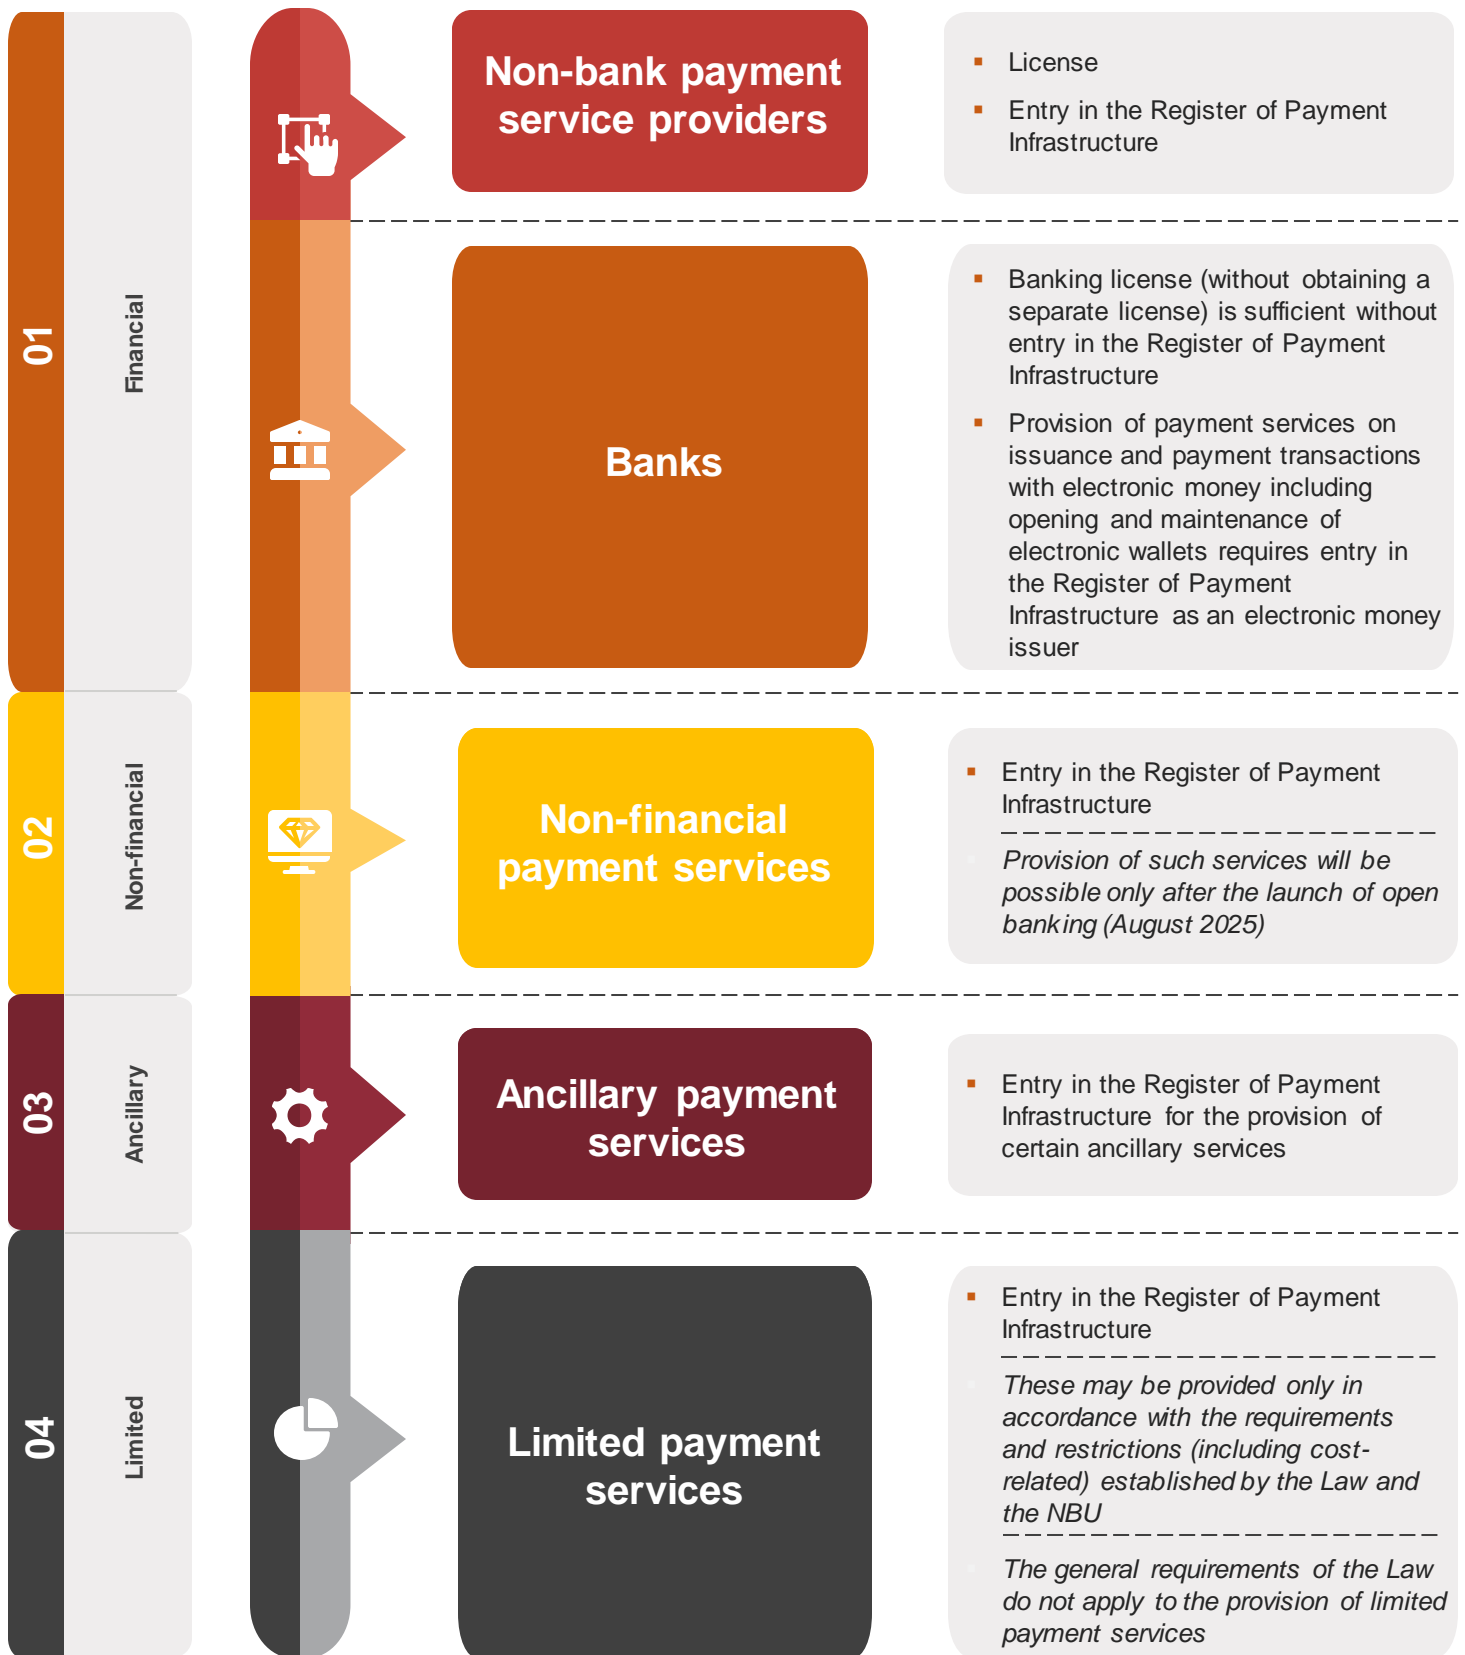 01
Financial
Non-bank payment
service providers
License
Entry in the Register of Payment
Infrastructure
Banks
Banking license (without obtaining a
separate license) is sufficient without
entry in the Register of Payment
Infrastructure
Provision of payment services on
issuance and payment transactions
with electronic money including
opening and maintenance of
electronic wallets requires entry in
the Register of Payment
Infrastructure as an electronic money
issuer
02
Non-financial
Non-financial
payment services
Entry in the Register of Payment
Infrastructure
Provision of such services will be
possible only after the launch of open
banking (August 2025)
03
Ancillary
Ancillary payment
services
Entry in the Register of Payment
Infrastructure for the provision of
certain ancillary services
04
Limited
Limited payment
services
Entry in the Register of Payment
Infrastructure
These may be provided only in
accordance with the requirements
and restrictions (including cost-
related) established by the Law and
the NBU
The general requirements of the Law
do not apply to the provision of limited
payment services